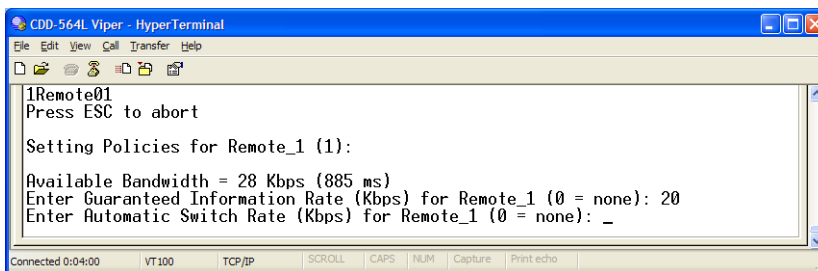 CDD-564L Viper - HyperTerminal
File Edit View Call Transfer Help
1Remote01
Press ESC to abort
Setting Policies for Remote_1 (1):
Available Bandwidth = 28 Kbps (885 ms)
Enter Guaranteed Information Rate (Kbps) for Remote_1 (0 = none): 20
Enter Automatic Switch Rate (Kbps) for Remote_1 (0 = none): _
Connected 0:04:00 VT100 TCP/IP SCROLL CAPS NUM Capture Print echo